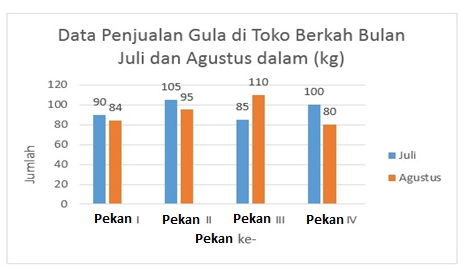 Data Penjualan Gula di Toko Berkah Bulan
Juli dan Agustus dalam (kg)
Jumlah
120
100
80
60
40
20
0
90
84
105
95
85
110
100
80
Pekan I
Pekan II
Pekan III
Pekan IV
Pekan ke-
Juli
Agustus